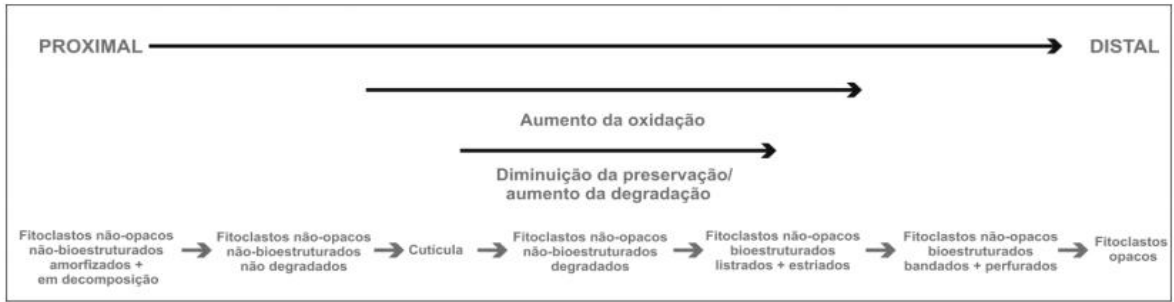 PROXIMAL
DISTAL
Aumento da oxidação
Diminuição da preservação/
aumento da degradação
Fitoclastos não-opacos
não-bioestruturados
amorfizados +
em decomposição
Fitoclastos não-opacos
não-bioestruturados
não degradados
Cutícula
Fitoclastos não-opacos
não-bioestruturados
degradados
Fitoclastos não-opacos
bioestruturados
listrados + estriados
Fitoclastos não-opacos
bioestruturados
bandados + perfurados
Fitoclastos
opacos